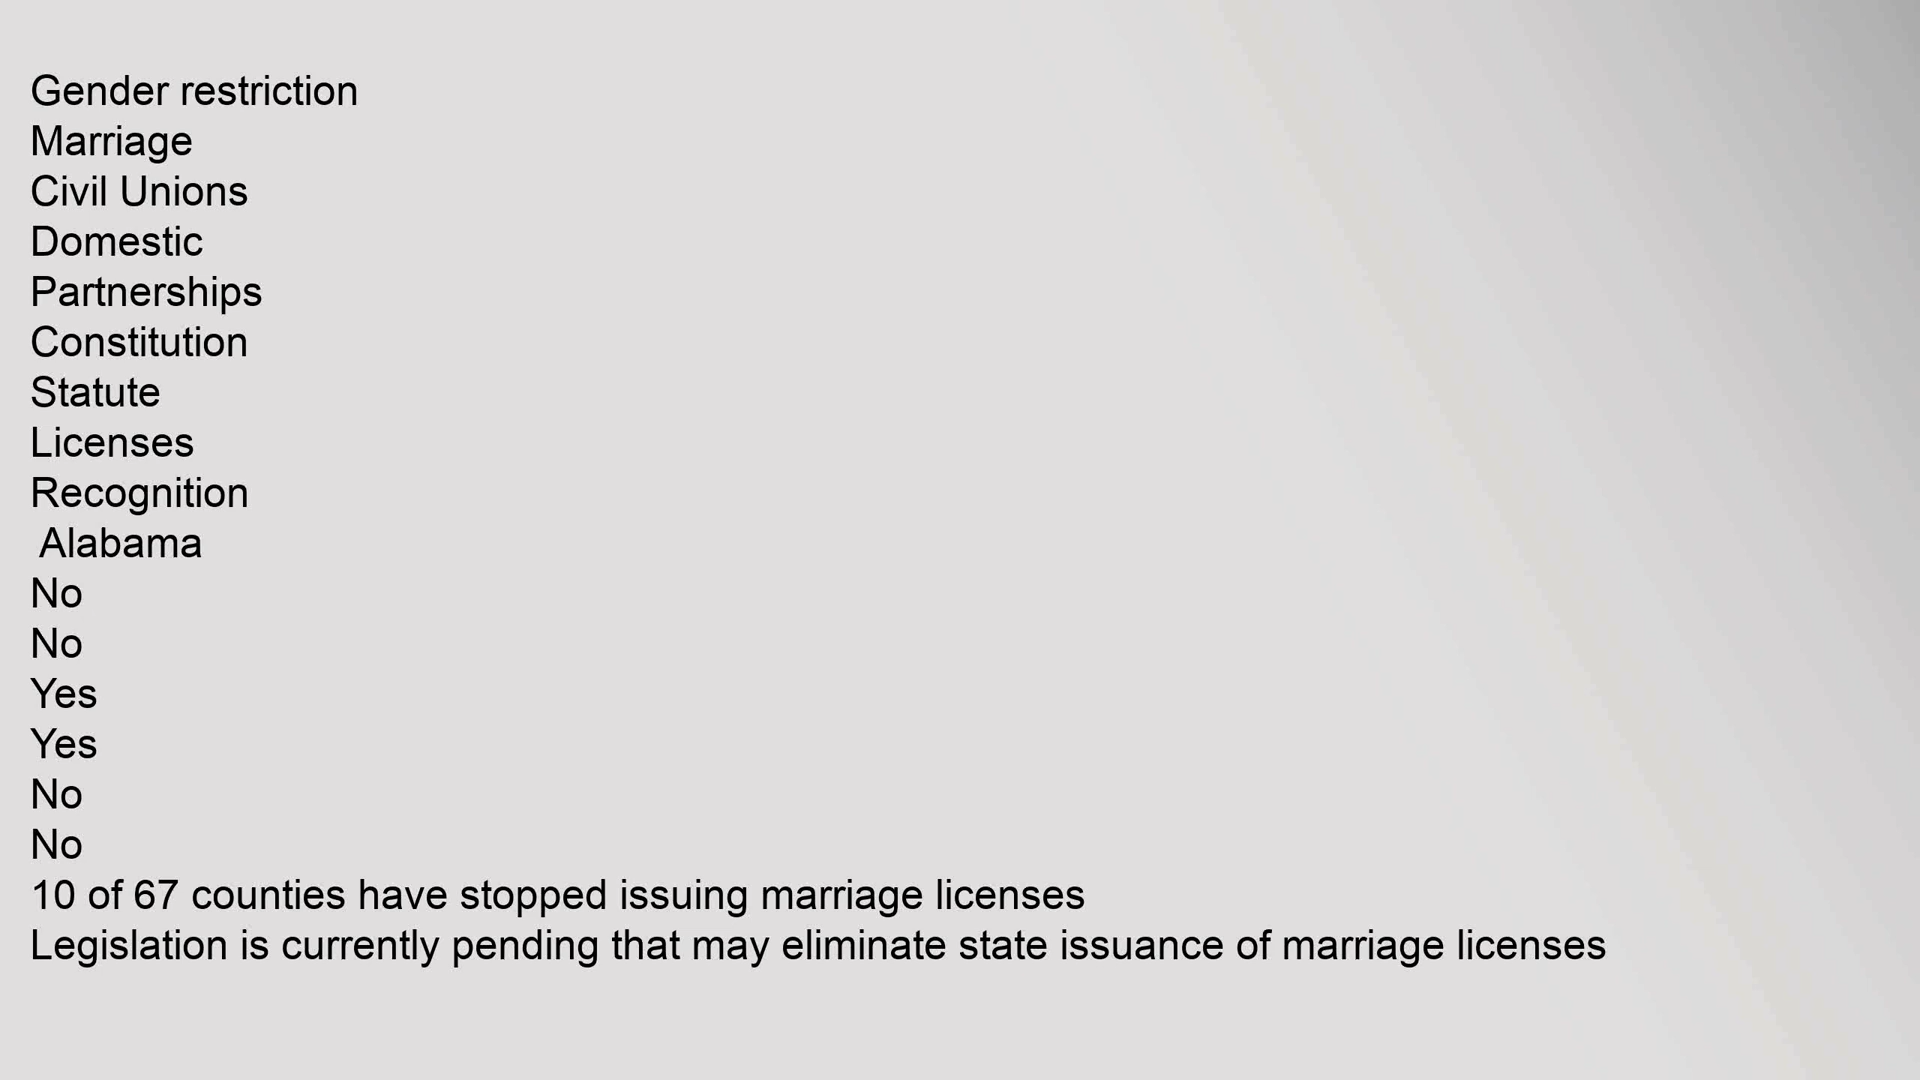 Gender restriction
Marriage
Civil Unions
Domestic
Partnerships
Constitution
Statute
Licenses
Recognition
Alabama
No
No
Yes
Yes
No
No
10 of 67 counties have stopped issuing marriage licenses
Legislation is currently pending that may eliminate state issuance of marriage licenses